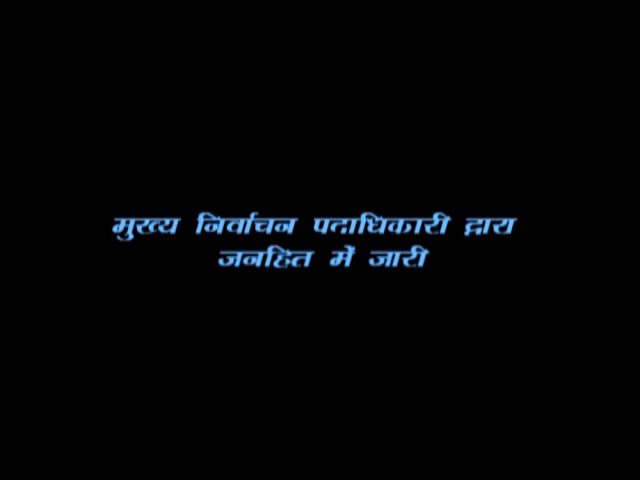 मुख्य निर्वाचन पदाधिकारी द्वारा
जनहित में जारी